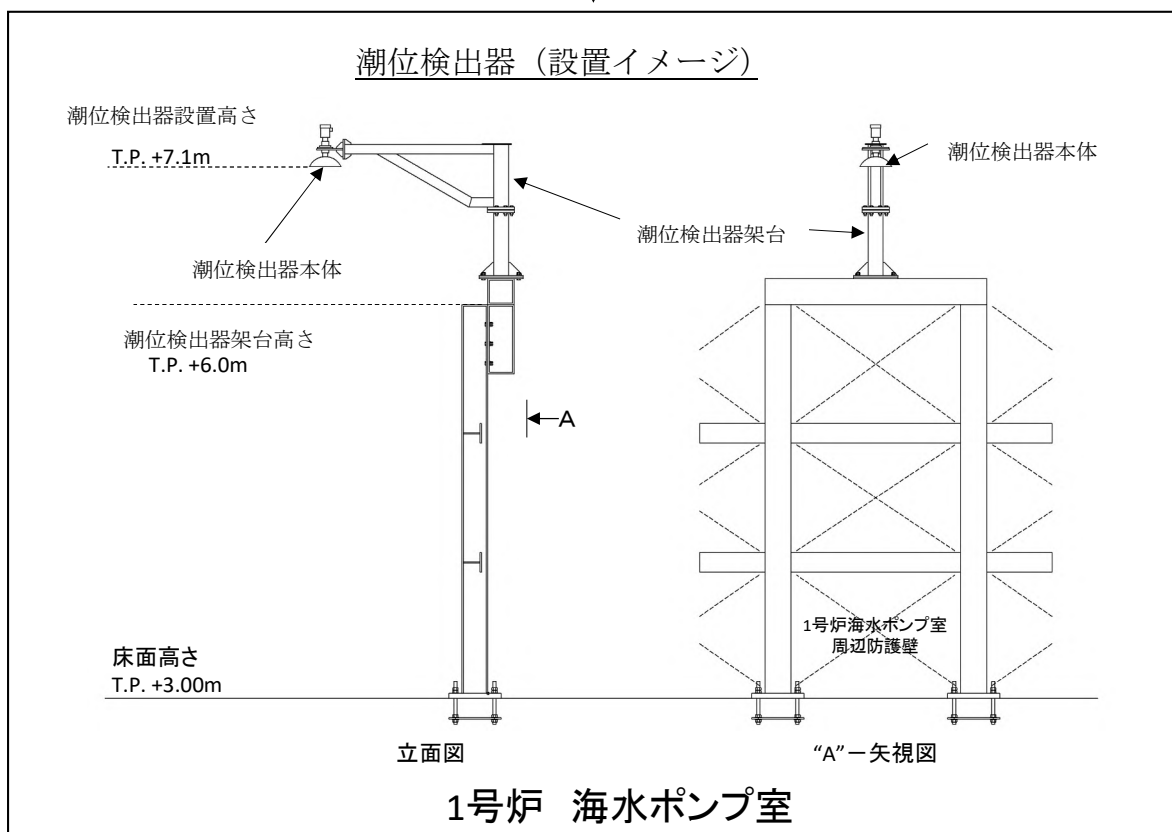 潮位検出器（設置イメージ）
潮位検出器設置高さ
T.P. +7.1m
潮位検出器本体
潮位検出器架台
潮位検出器本体
潮位検出器架台高さ
T.P. +6.0m
A
1号炉海水ポンプ室
周辺防護壁
床面高さ
T.P. +3.00m
立面図
“A”－矢視図
1号炉 海水ポンプ室